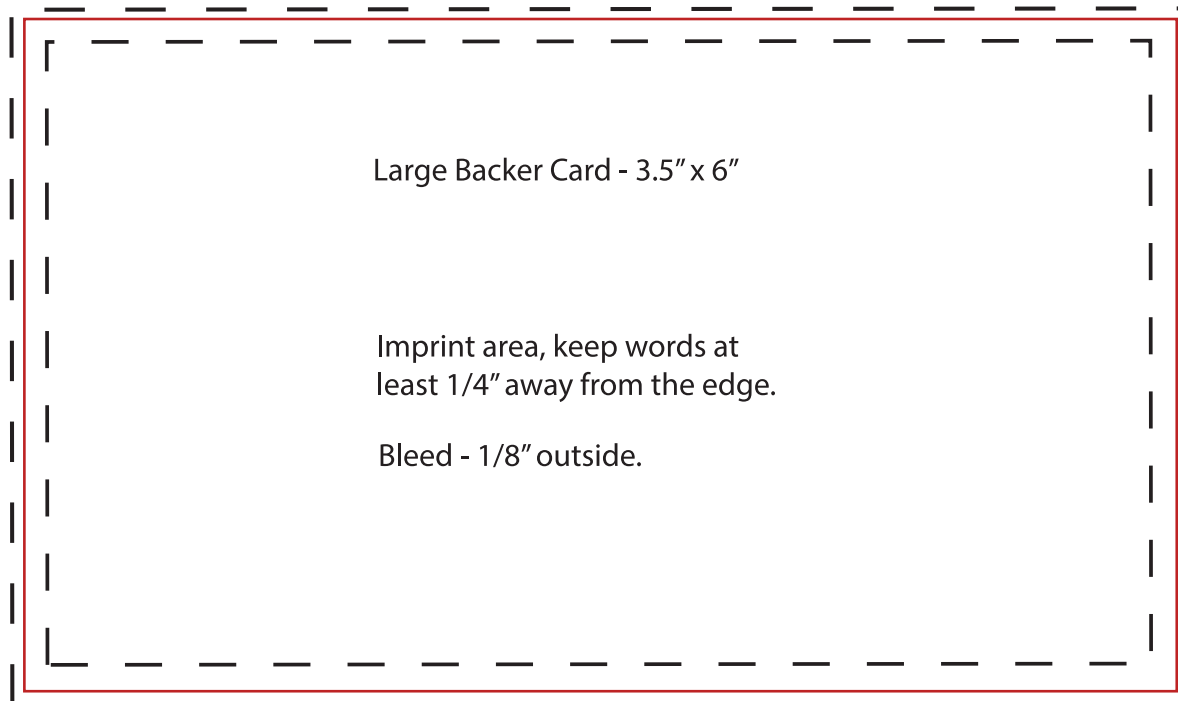 Large Backer Card - 3.5” x 6”
Imprint area, keep words at
least 1/4” away from the edge.
Bleed - 1/8” outside.